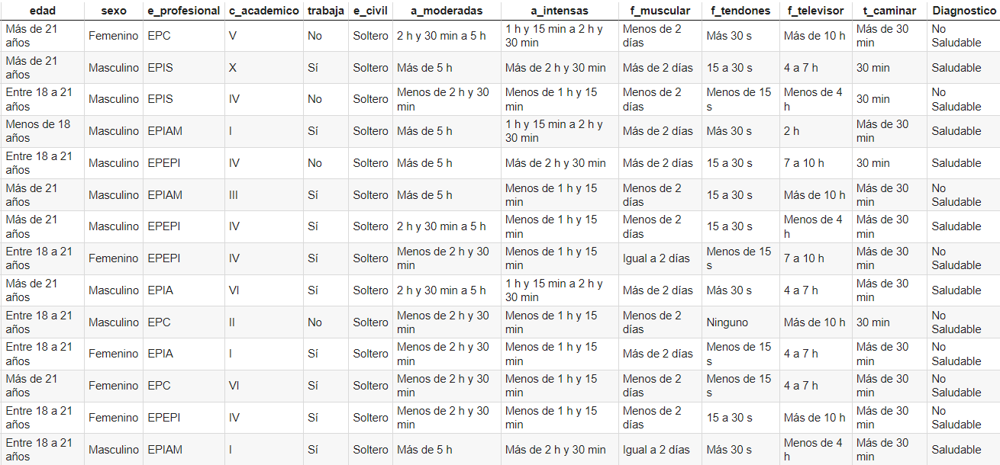 edad sexo e_profesional c_academico trabaja e_civil a_moderadas a_intensas f_muscular f_tendones f_televisor t_caminar Diagnostico
Más de 21 años Femenino EPC V No Soltero 2 h y 30 min a 5 h 1 h y 15 min a 2 h y 30 min Menos de 2 días Más 30 s Más de 10 h Más de 30 min No Saludable
Más de 21 años Masculino EPIS X Sí Soltero Más de 5 h Más de 2 h y 30 min Más de 2 días 15 a 30 s 4 a 7 h 30 min Saludable
Entre 18 a 21 años Masculino EPIS IV No Soltero Menos de 2 h y 30 min Menos de 1 h y 15 min Menos de 2 días Menos de 15 s Menos de 4 h 30 min No Saludable
Menos de 18 años Masculino EPIAM I Sí Soltero Más de 5 h 1 h y 15 min a 2 h y 30 min Más de 2 días Más 30 s 2 h Más de 30 min Saludable
Entre 18 a 21 años Masculino EPEPI IV No Soltero Más de 5 h Más de 2 h y 30 min Más de 2 días 15 a 30 s 7 a 10 h 30 min Saludable
Más de 21 años Masculino EPIAM III Sí Soltero Más de 5 h Menos de 1 h y 15 min Menos de 2 días 15 a 30 s Más de 10 h Más de 30 min No Saludable
Más de 21 años Masculino EPEPI IV Sí Soltero 2 h y 30 min a 5 h Menos de 1 h y 15 min Menos de 2 días 15 a 30 s Menos de 4 h Más de 30 min Saludable
Entre 18 a 21 años Femenino EPEPI IV Sí Soltero Menos de 2 h y 30 min Menos de 1 h y 15 min Igual a 2 días Menos de 15 s 7 a 10 h Más de 30 min No Saludable
Más de 21 años Masculino EPIA VI Sí Soltero 2 h y 30 min a 5 h 1 h y 15 min a 2 h y 30 min Más de 2 días Más 30 s 4 a 7 h Más de 30 min Saludable
Entre 18 a 21 años Masculino EPC II No Soltero Menos de 2 h y 30 min Menos de 1 h y 15 min Menos de 2 días Ninguno Más de 10 h 30 min No Saludable
Entre 18 a 21 años Femenino EPIA I Sí Soltero Menos de 2 h y 30 min Menos de 1 h y 15 min Más de 2 días Menos de 15 s 4 a 7 h Más de 30 min No Saludable
Más de 21 años Femenino EPC VI Sí Soltero Menos de 2 h y 30 min Menos de 1 h y 15 min Menos de 2 días Menos de 15 s 4 a 7 h Más de 30 min No Saludable
Entre 18 a 21 años Femenino EPEPI IV Sí Soltero Menos de 2 h y 30 min Menos de 1 h y 15 min Menos de 2 días 15 a 30 s Más de 10 h Más de 30 min No Saludable
Entre 18 a 21 años Masculino EPIAM I Sí Soltero Más de 5 h Más de 2 h y 30 min Igual a 2 días Más 30 s Menos de 4 h Más de 30 min Saludable